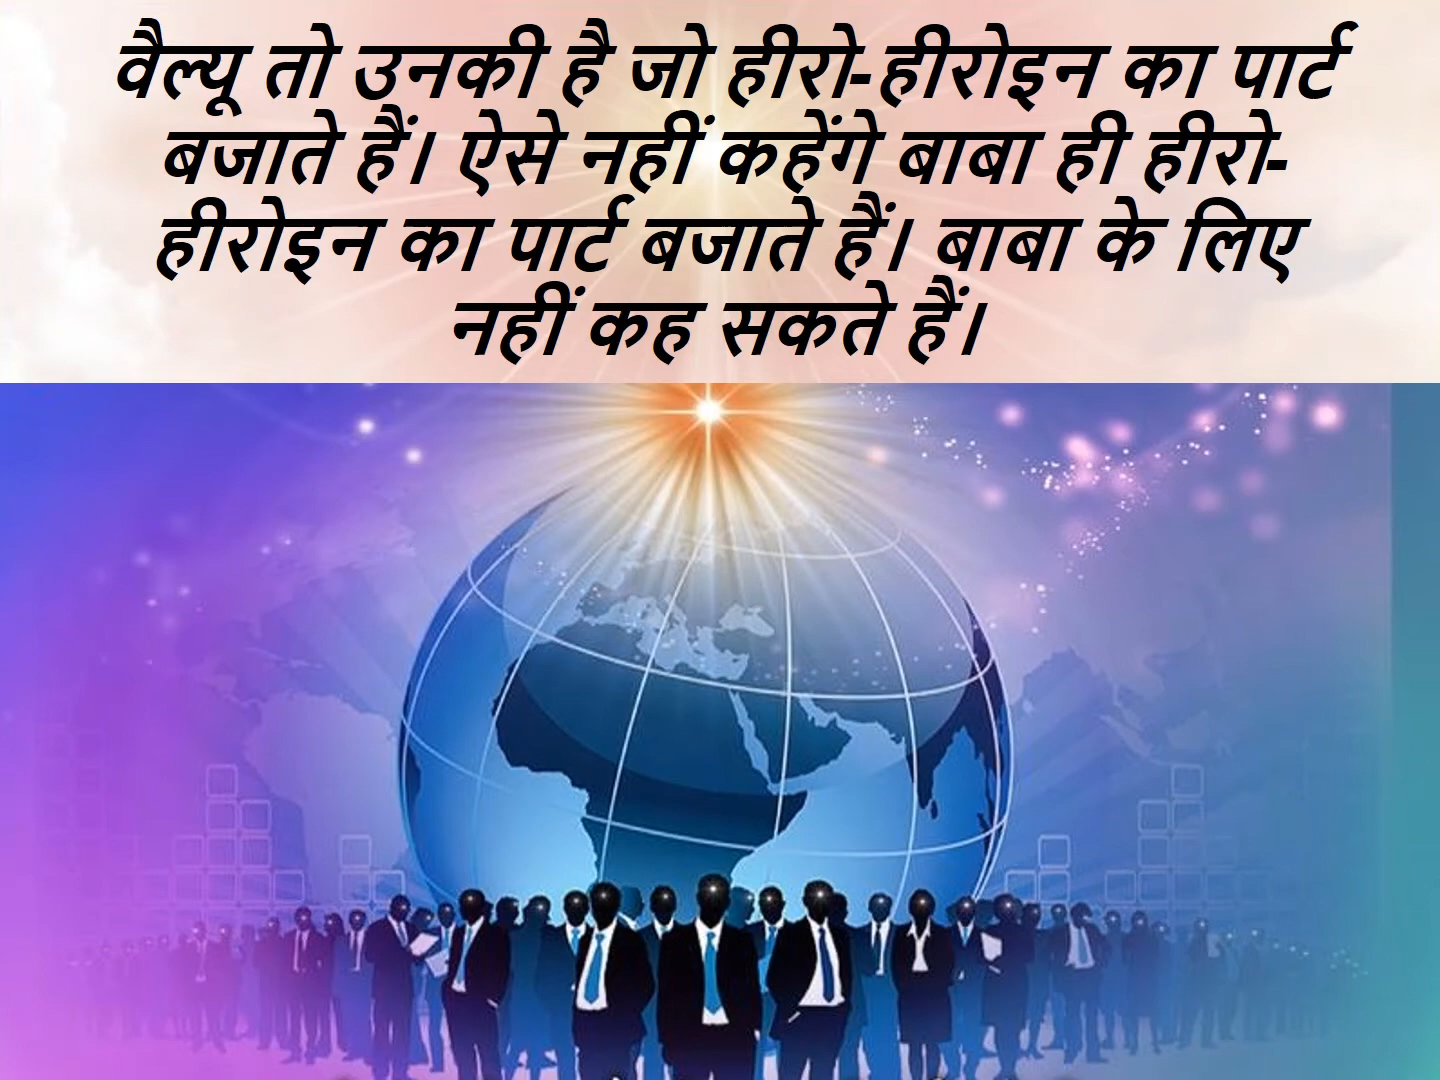 वैल्यू तो उनकी है जो हीरो-हीरोइन का पार्ट
बजाते हैं। ऐसे नहीं कहेंगे बाबा ही हीरो-
हीरोइन का पार्ट बजाते हैं। बाबा के लिए
नहीं कह सकते हैं।